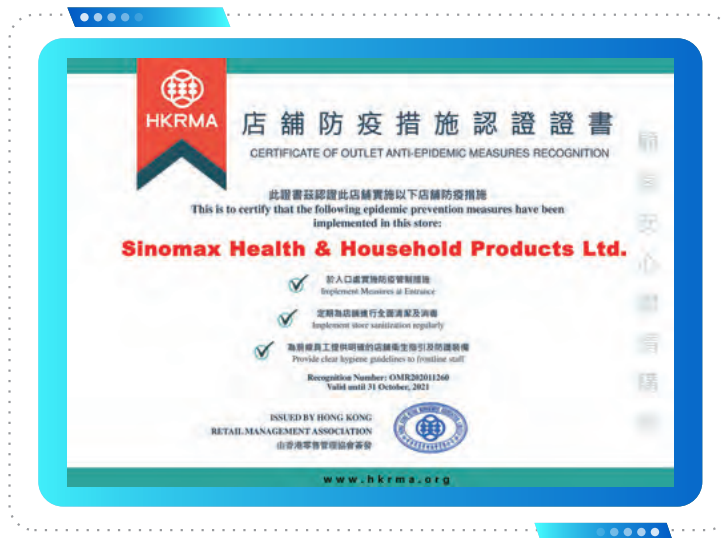 HKRMA
店舖防疫措施認證證書
CERTIFICATE OF OUTLET ANTI-EPIDEMIC MEASURES RECOGNITION
此證書茲認證此店舖實施以下店舖防疫措施
This is to certify that the following epidemic prevention measures have been
implemented in this store:
Sinomax Health & Household Products Ltd.
於入口處實施防疫管制措施
Implement Measures at Entrance
定期為店舖進行全面清潔及消毒
Implement store sanitization regularly
為前線員工提供明確的店舖衛生指引及防護裝備
Provide clear hygiene guidelines to frontline staff
Recognition Number: OMR202011260
Valid until 31 October, 2021
ISSUED BY HONG KONG
RETAIL MANAGEMENT ASSOCIATION
由香港零售管理協會簽發
www.hkrma.org